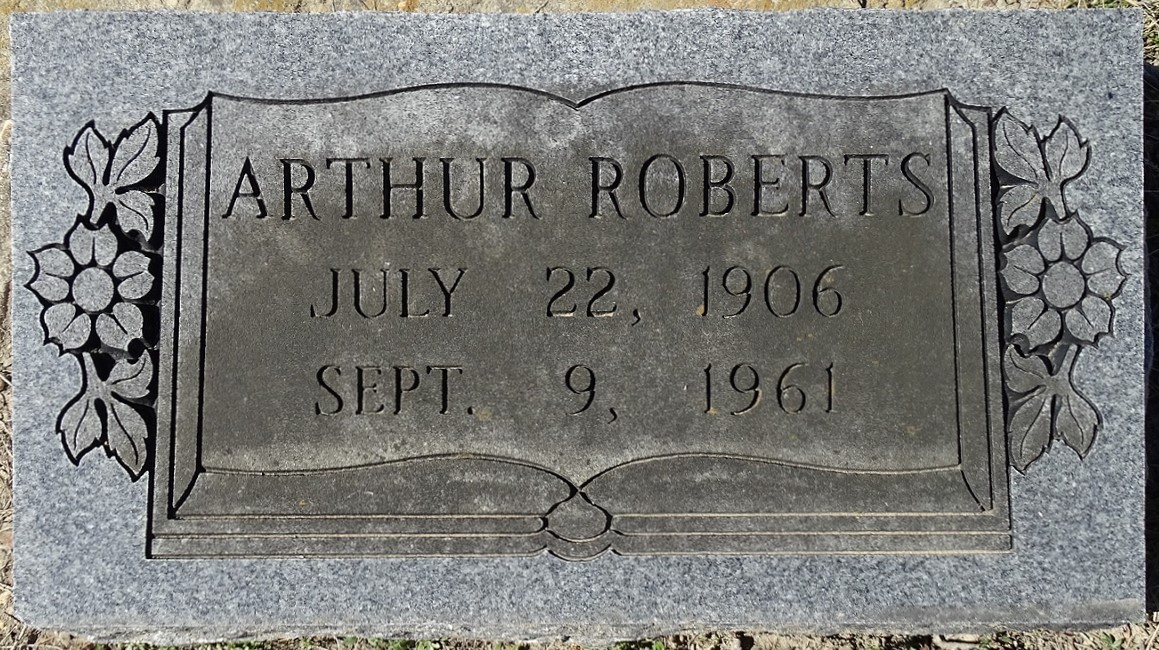 ARTHUR ROBERTS
JULY 22, 1906
SEPT. 9, 1961